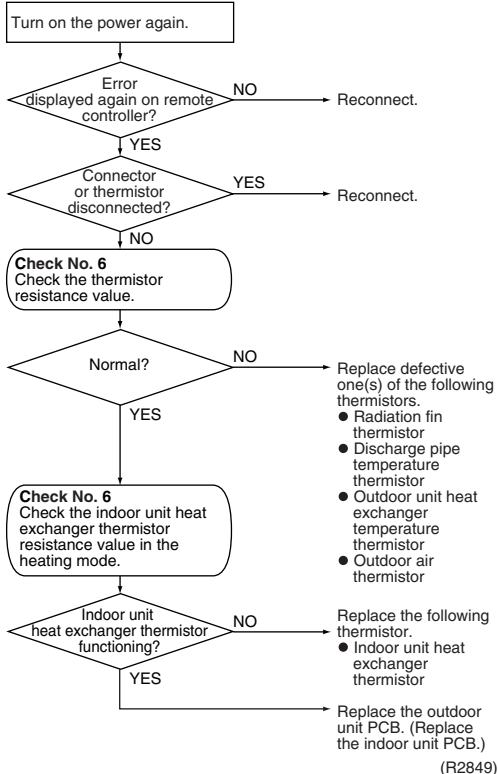 Turn on the power again.
Error
displayed again on remote
controller?
NO
Reconnect.
YES
Connector
or thermistor
disconnected?
YES
Reconnect.
NO
Check No. 6
Check the thermistor
resistance value.
Normal?
NO
Replace defective
one(s) of the following
thermistors.
● Radiation fin
thermistor
● Discharge pipe
temperature
thermistor
● Outdoor unit heat
exchanger
temperature
thermistor
● Outdoor air
thermistor
YES
Check No. 6
Check the indoor unit heat
exchanger thermistor
resistance value in the
heating mode.
Indoor unit
heat exchanger thermistor
functioning?
NO
Replace the following
thermistor.
● Indoor unit heat
exchanger
thermistor
YES
Replace the outdoor
unit PCB. (Replace
the indoor unit PCB.)
(R2849)